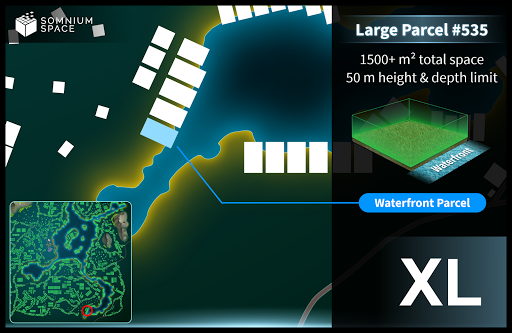 SOMNIUM
SPACE
Large Parcel #535
1500+ m² total space
50 m height & depth limit
Waterfront
Waterfront Parcel
XL